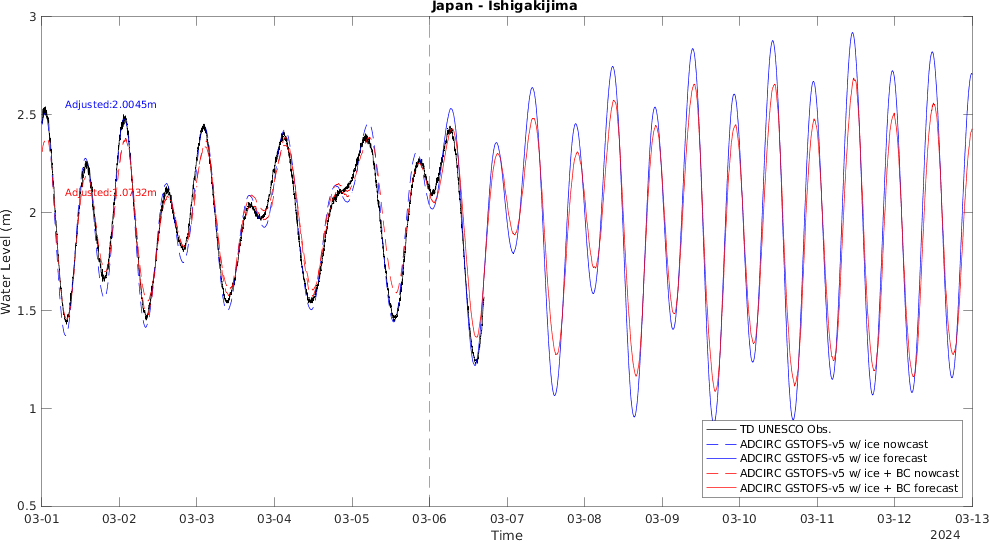 Japan - Ishigakijima
3
2.5
2
1.5
1
0.5
Water Level (m)
Adjusted:2.0045m
Adjusted:1.0732m
TD UNESCO Obs.
ADCIRC GSTOFS-v5 w/ ice nowcast
ADCIRC GSTOFS-v5 w/ ice forecast
ADCIRC GSTOFS-v5 w/ ice + BC nowcast
ADCIRC GSTOFS-v5 w/ ice + BC forecast
03-01 03-02 03-03 03-04 03-05 03-06 03-07 03-08 03-09 03-10 03-11 03-12 03-13
Time
2024